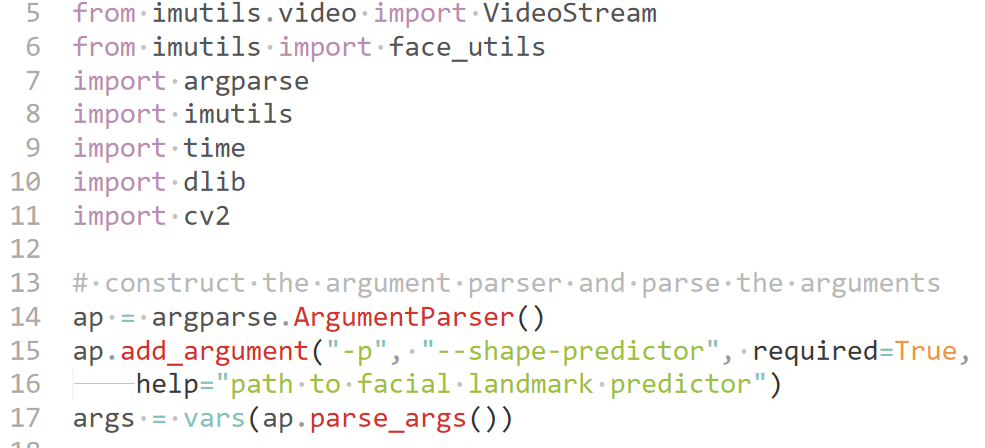 5 from imutils.video import VideoStream
6 from imutils import face_utils
7 import argparse
8 import imutils
9 import time
10 import dlib
11 import cv2
12
13 # construct the argument parser and parse the arguments
14 ap = argparse.ArgumentParser()
15 ap.add_argument("-p", "--shape-predictor", required=True,
16     help="path to facial landmark predictor")
17 args = vars(ap.parse_args())